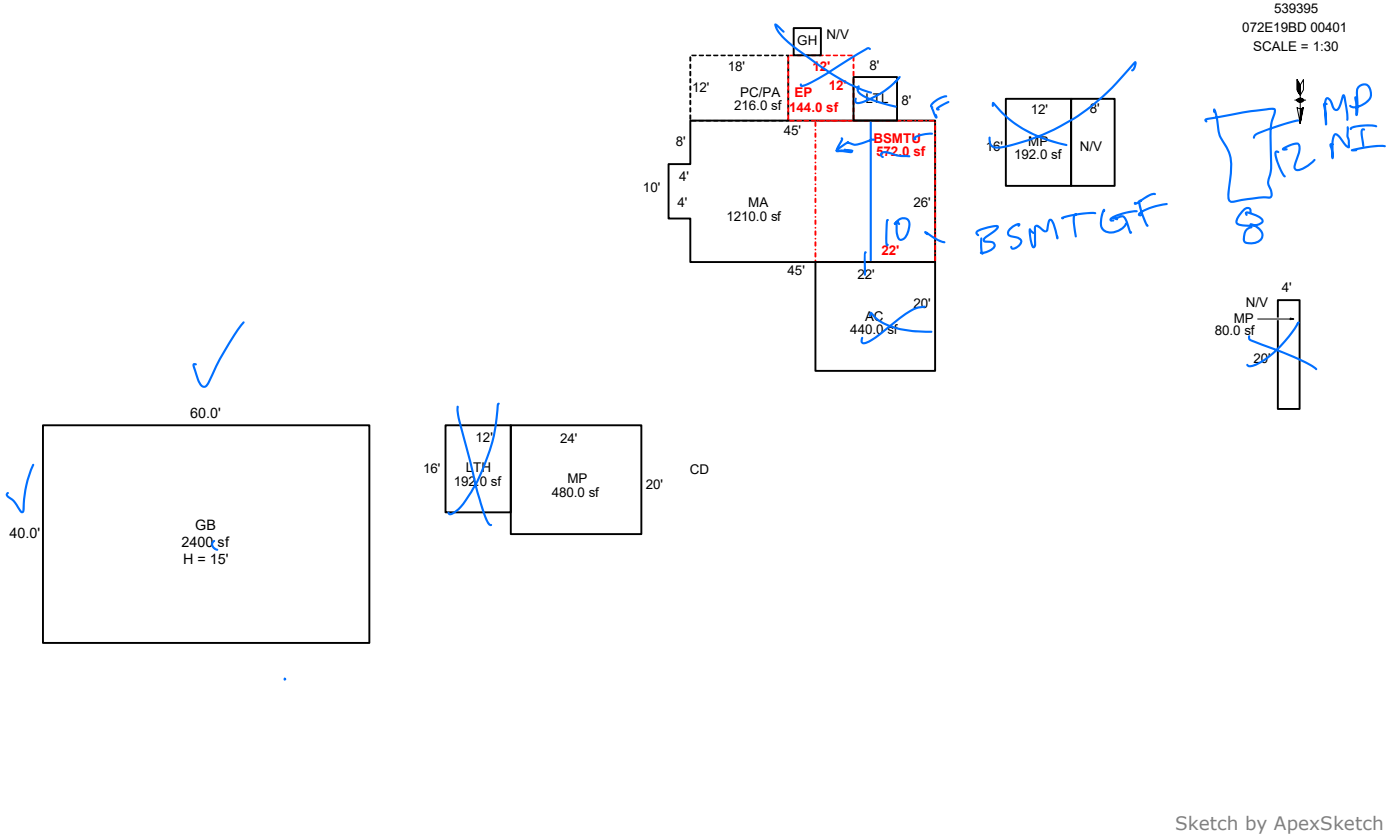 539395
072E19BD 00401
SCALE = 1:30
GH N/V
18' 12' 8'
12' PC/PA
216.0 sf
EP 12'
144.0 sf
LTL 8'
MP
12 NI
8
45'
8' BSMTU
572.0 sf
F
12' 8'
16' MP
192.0 sf
N/V
4'
10'
4'
MA
1210.0 sf
26'
10 BSMTGF
22'
45' 22'
20'
AC
440.0 sf
4'
N/V
MP
80.0 sf
20'
60.0'
40.0'
GB
2400 sf
H = 15'
12' 24'
16' LTH
192.0 sf
MP
480.0 sf
20'
CD
Sketch by ApexSketch